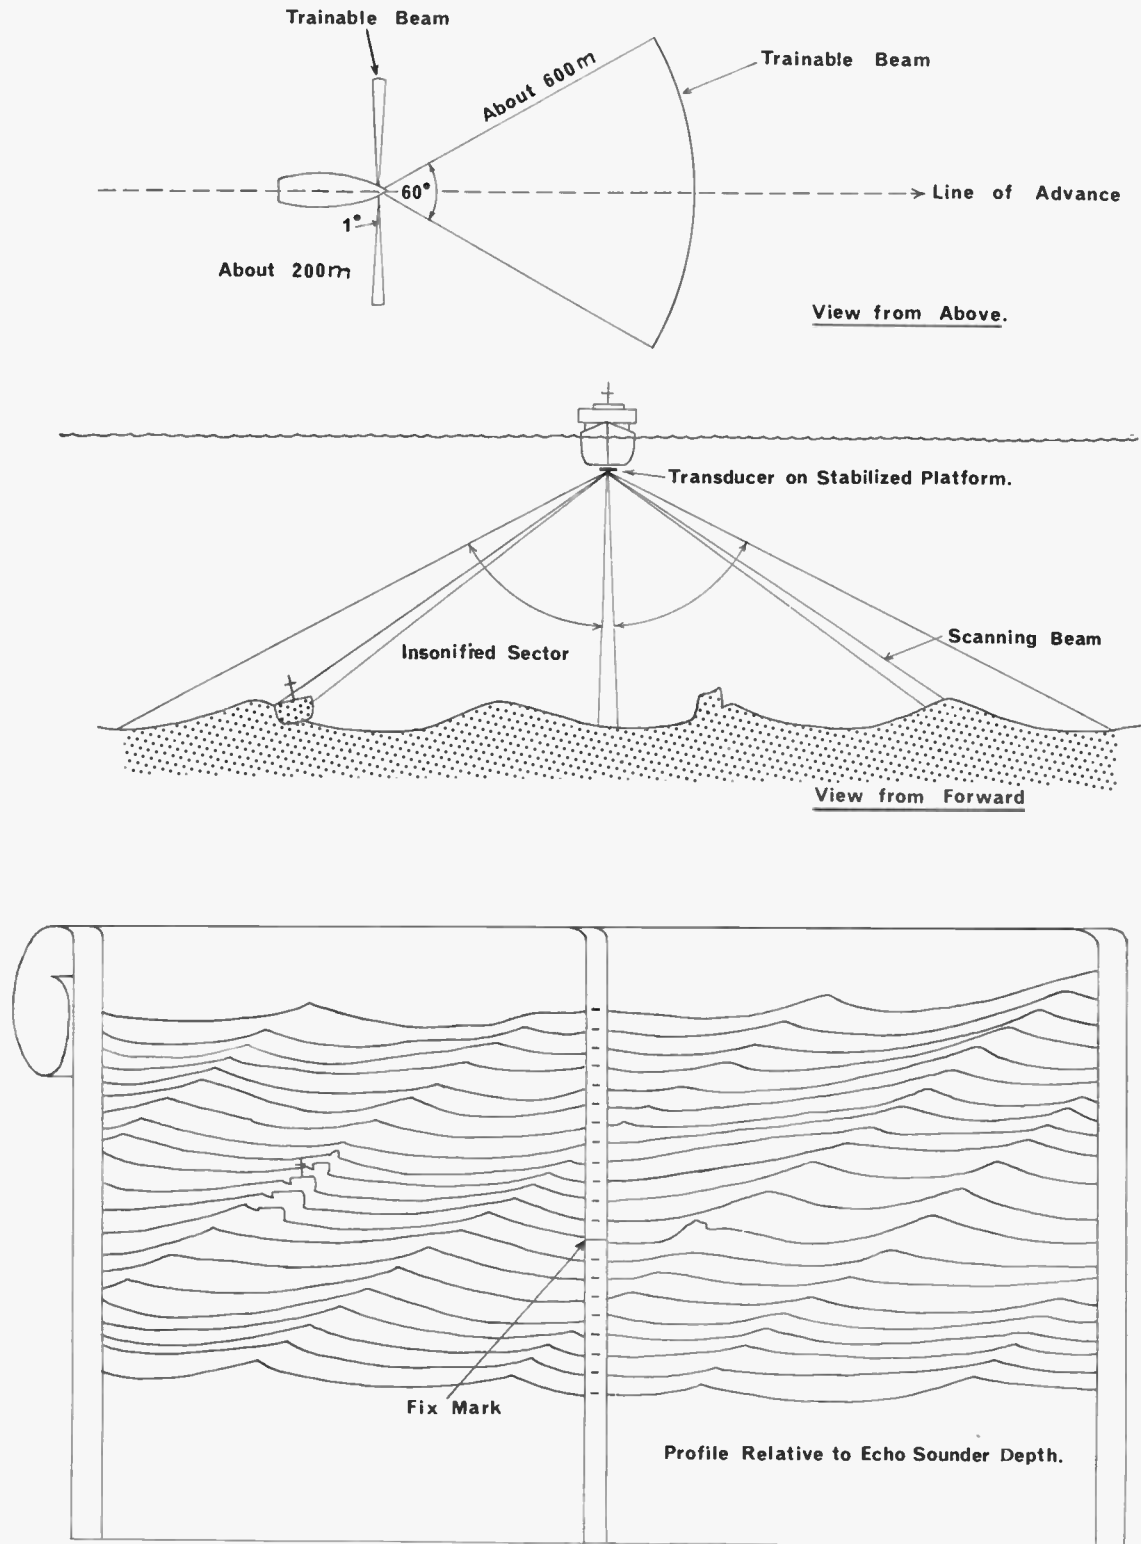 Trainable Beam
About 600m
Trainable Beam
60°
Line of Advance
1°
About 200m
View from Above.
Transducer on Stabilized Platform.
Insonified Sector
Scanning Beam
View from Forward
Fix Mark
Profile Relative to Echo Sounder Depth.